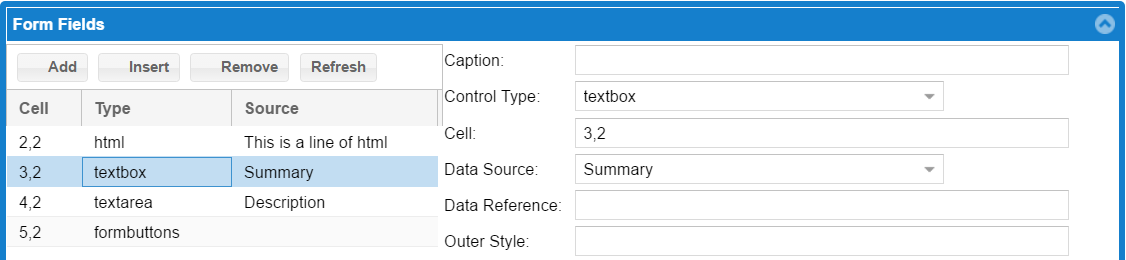 Form Fields
Add Insert Remove Refresh
Cell Type Source
2,2 html This is a line of html
3,2 textbox Summary
4,2 textarea Description
5,2 formbuttons
Caption:
Control Type: textbox
Cell: 3,2
Data Source: Summary
Data Reference:
Outer Style: